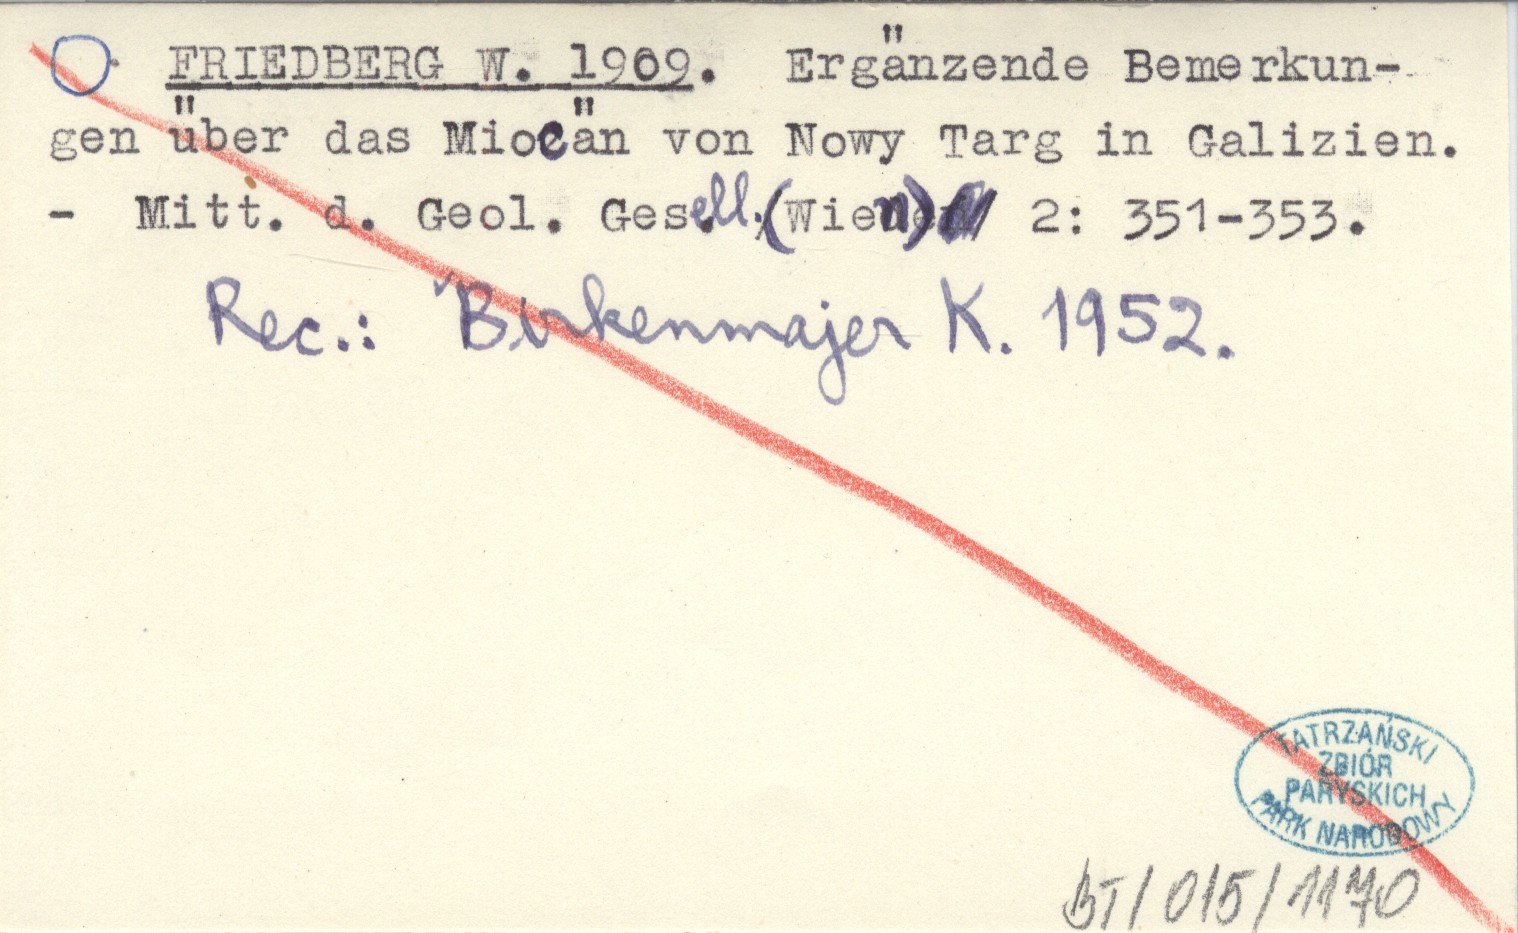 FRIEDBERG W. 1909. Ergänzende Bemerkun-
gen über das Miocän von Nowy Targ in Galizien.
- Mitt. d. Geol. Gesell. (Wien) 2: 351-353.
Rec.: Birkenmajer K. 1952.
TATRZAŃSKI
ZBIÓR
PARYSKICH
PARK NARODOWY
BT/015/1170